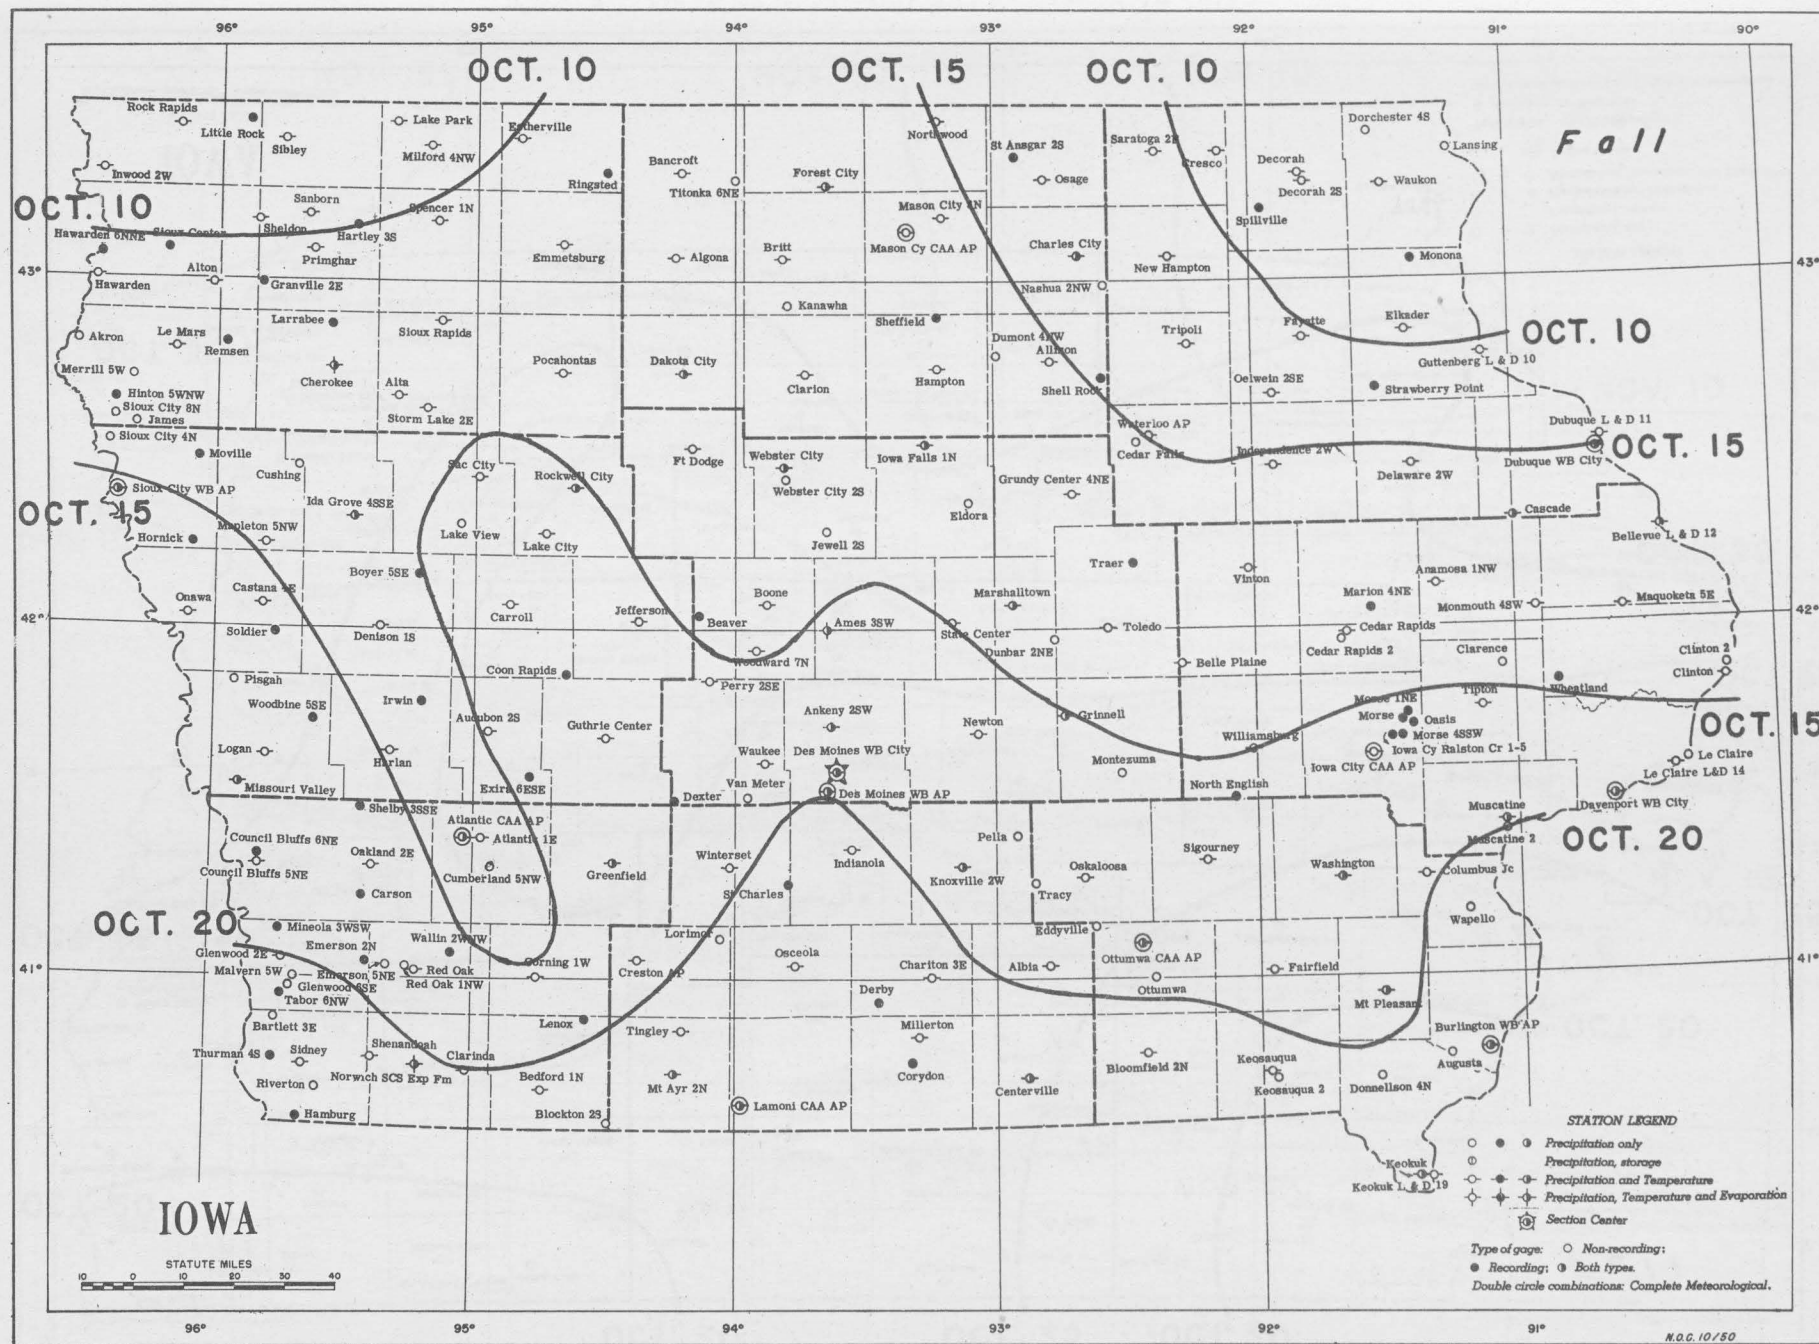 96°
95°
94°
93°
92°
91°
90°
OCT. 10
OCT. 15
OCT. 10
Fall
Rock Rapids
Little Rock
Sibley
Lake Park
Milford 4NW
Estherville
Inwood 2W
Ringsted
Bancroft
Titonka 6NE
Forest City
Northwood
St Ansgar 2S
Osage
Saratoga 2E
Cresco
Decorah
Decorah 2S
Dorchester 4S
Lansing
Waukon
OCT. 10
Hawarden 6NNE
Sioux Center
Sheldon
Sanborn
Hartley 3S
Spencer 1N
Primghar
Emmetsburg
Algona
Britt
Mason City 4N
Mason Cy CAA AP
Charles City
New Hampton
Spillville
Monona
43°
43°
Hawarden
Alton
Granville 2E
Nashua 2NW
Kanawha
Akron
Le Mars
Remsen
Larrabee
Sioux Rapids
Sheffield
Dumont 4NW
Allison
Tripoli
Fayette
Elkader
OCT. 10
Guttenberg L & D 10
Merrill 5W
Cherokee
Pocahontas
Dakota City
Clarion
Hampton
Shell Rock
Oelwein 2SE
Strawberry Point
Hinton 5WNW
Sioux City 8N
James
Alta
Storm Lake 2E
Sioux City 4N
Moville
Cushing
Sac City
Rockwell City
Ft Dodge
Webster City
Webster City 2S
Iowa Falls 1N
Waterloo AP
Cedar Falls
Independence 2W
Delaware 2W
Dubuque L & D 11
Dubuque WB City
OCT. 15
Sioux City WB AP
OCT. 15
Ida Grove 4SSE
Grundy Center 4NE
Eldora
Cascade
Hornick
Mapleton 5NW
Lake View
Lake City
Jewell 2S
Bellevue L & D 12
Boyer 5SE
Traer
Vinton
Anamosa 1NW
Onawa
Castana 4E
Carroll
Jefferson
Beaver
Boone
Ames 3SW
Marshalltown
Marion 4NE
Monmouth 4SW
Maquoketa 5E
42°
42°
Soldier
Denison 1S
State Center
Toledo
Cedar Rapids
Cedar Rapids 2
Woodward 7N
Dunbar 2NE
Belle Plaine
Clarence
Clinton 2
Clinton
Pisgah
Coon Rapids
Perry 2SE
Wheatland
Woodbine 5SE
Irwin
Audubon 2S
Guthrie Center
Ankeny 2SW
Newton
Grinnell
Tipton
Morse 1NE
Morse
Oasis
Morse 4SSW
OCT. 15
Logan
Harlan
Waukee
Des Moines WB City
Williamsburg
Iowa Cy Ralston Cr 1-5
Iowa City CAA AP
Le Claire
Le Claire L&D 14
Missouri Valley
Exira 6ESE
Dexter
Van Meter
Des Moines WB AP
Montezuma
North English
Davenport WB City
Shelby 3SSE
Atlantic CAA AP
Atlantic 1E
Muscatine
Muscatine 2
OCT. 20
Council Bluffs 6NE
Council Bluffs 5NE
Oakland 2E
Cumberland 5NW
Greenfield
Winterset
Indianola
Pella
Knoxville 2W
Oskaloosa
Sigourney
Washington
Columbus Jc
Carson
St Charles
Tracy
Wapello
OCT. 20
Mineola 3WSW
Glenwood 2E
Emerson 2N
Wallin 2WNW
Lorimor
Eddyville
Malvern 5W
Emerson 5NE
Red Oak
Red Oak 1NW
Corning 1W
Creston AP
Osceola
Chariton 3E
Albia
Ottumwa CAA AP
Ottumwa
Fairfield
41°
41°
Glenwood 6SE
Tabor 6NW
Derby
Mt Pleasant
Bartlett 3E
Lenox
Tingley
Millerton
Burlington WB AP
Thurman 4S
Sidney
Shenandoah
Clarinda
Corydon
Bloomfield 2N
Keosauqua
Augusta
Riverton
Norwich SCS Exp Fm
Bedford 1N
Mt Ayr 2N
Centerville
Keosauqua 2
Donnellson 4N
Hamburg
Blockton 2S
Lamoni CAA AP
Keokuk
Keokuk L & D 19
STATION LEGEND
Precipitation only
Precipitation, storage
Precipitation and Temperature
Precipitation, Temperature and Evaporation
Section Center
Type of gage: Non-recording;
Recording; Both types.
Double circle combinations: Complete Meteorological.
IOWA
STATUTE MILES
10 0 10 20 30 40
96°
95°
94°
93°
92°
91°
N.O.C. 10/50